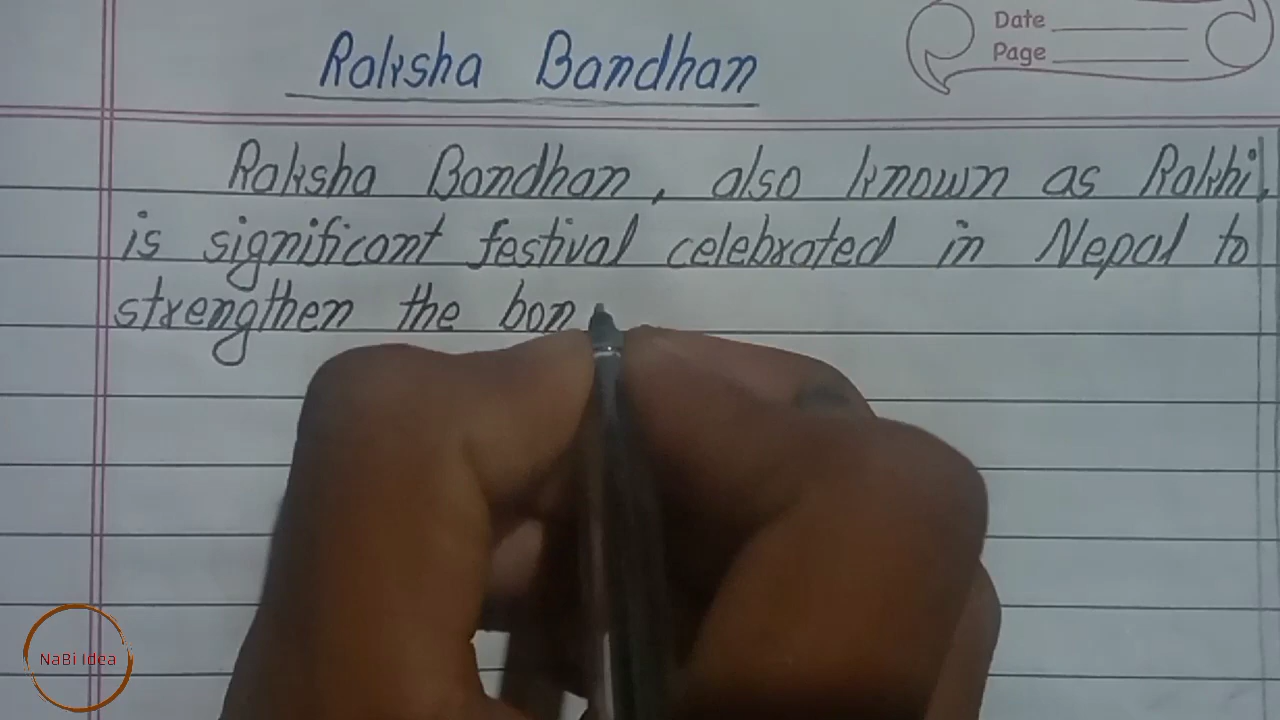 Date
Page
Raksha Bandhan
Raksha Bandhan, also known as Rakhi,
is significant festival celebrated in Nepal to
strengthen the bon
NaBi Idea